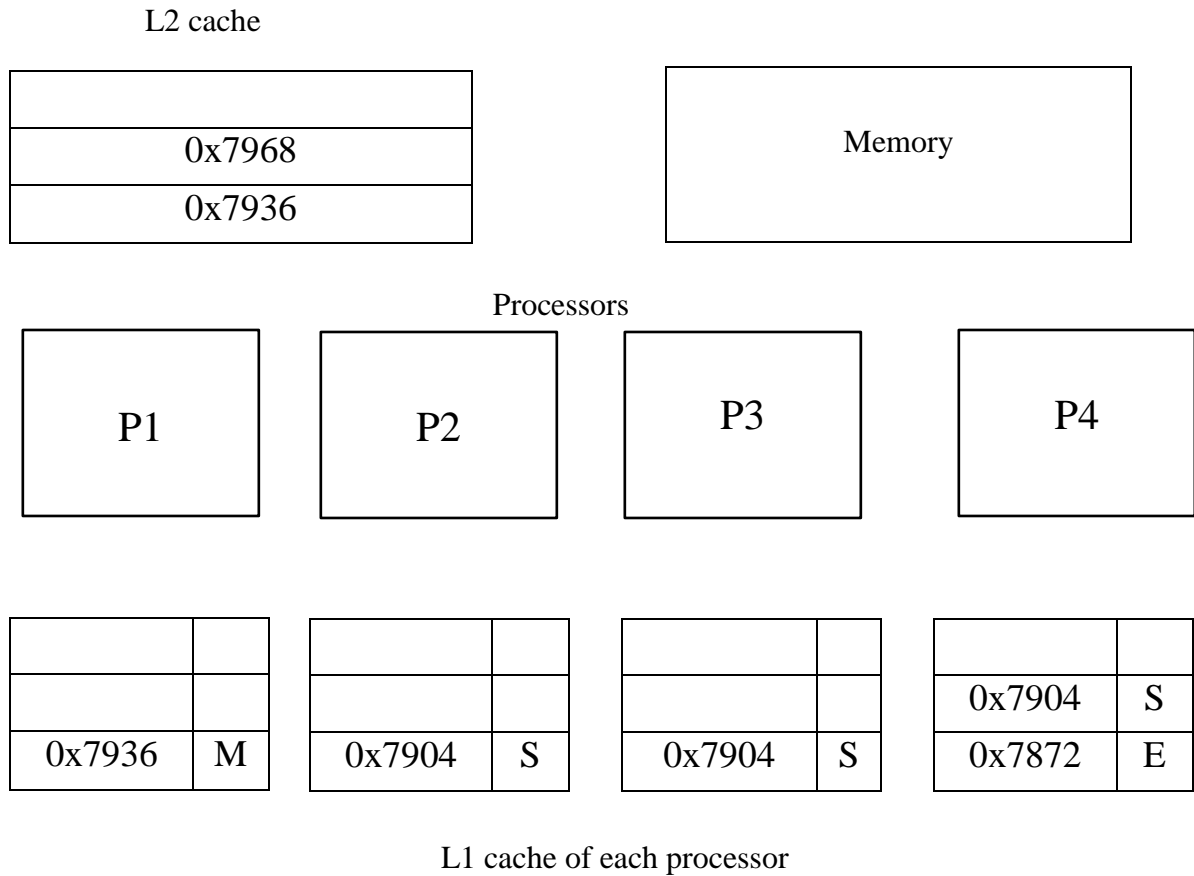 L2 cache
0x7968
0x7936
Memory
Processors
P1
P2
P3
P4
0x7904 S
0x7936 M 0x7904 S 0x7904 S 0x7872 E
L1 cache of each processor